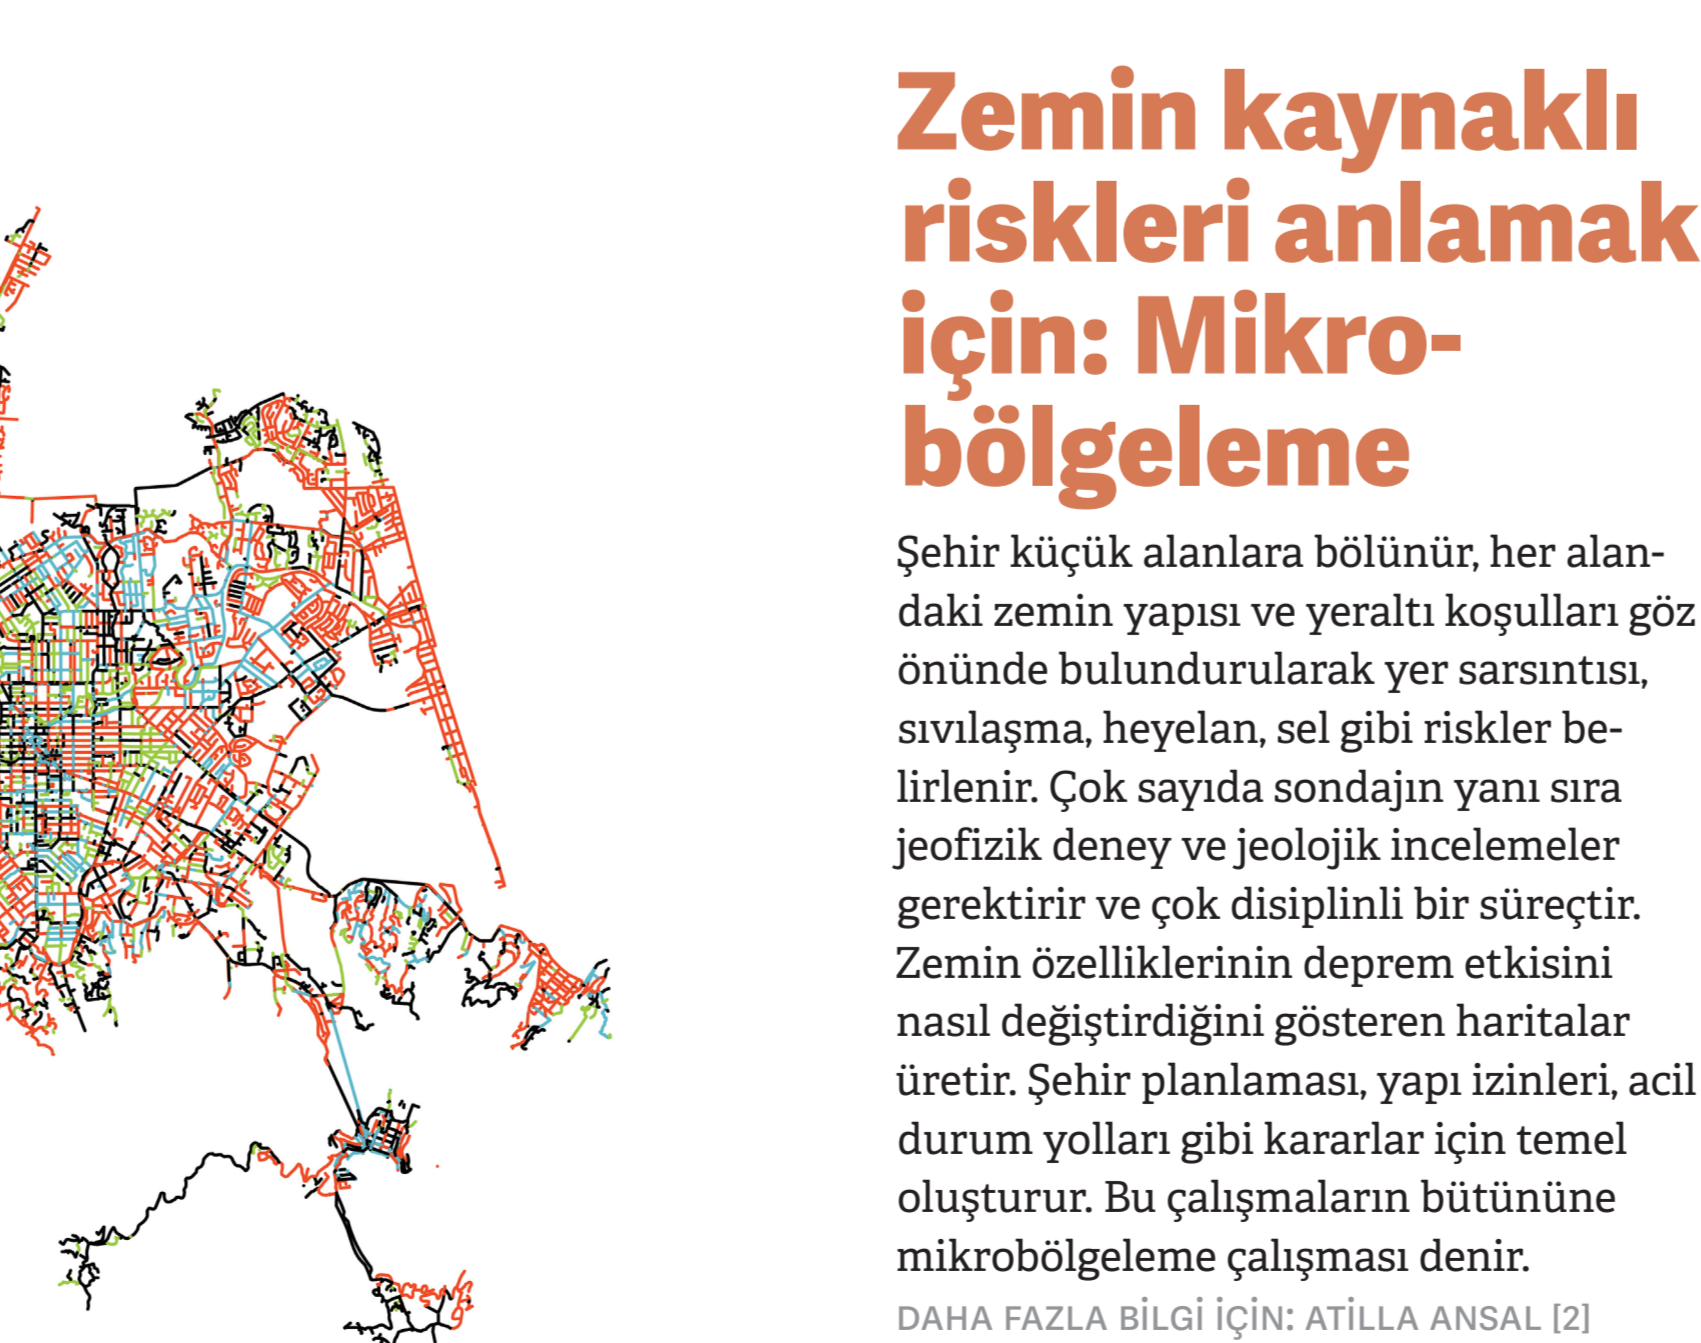 Zemin kaynaklı
riskleri anlamak
için: Mikro-
bölgeleme
Şehir küçük alanlara bölünür, her alan-
daki zemin yapısı ve yeraltı koşulları göz
önünde bulundurularak yer sarsıntısı,
sıvılaşma, heyelan, sel gibi riskler be-
lirlenir. Çok sayıda sondajın yanı sıra
jeofizik deney ve jeolojik incelemeler
gerektirir ve çok disiplinli bir süreçtir.
Zemin özelliklerinin deprem etkisini
nasıl değiştirdiğini gösteren haritalar
üretir. Şehir planlaması, yapı izinleri, acil
durum yolları gibi kararlar için temel
oluşturur. Bu çalışmaların bütününe
mikrobölgeleme çalışması denir.
DAHA FAZLA BİLGİ İÇİN: ATİLLA ANSAL [2]